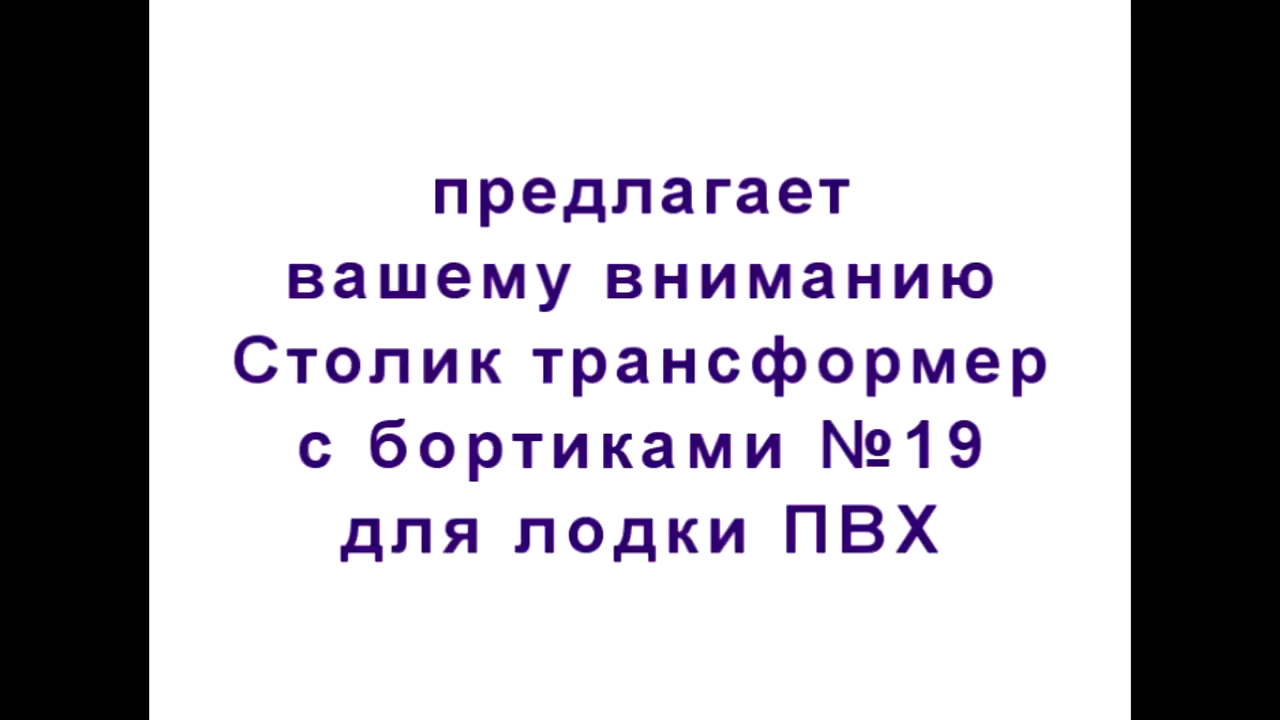 предлагает
вашему вниманию
Столик трансформер
с бортиками №19
для лодки ПВХ